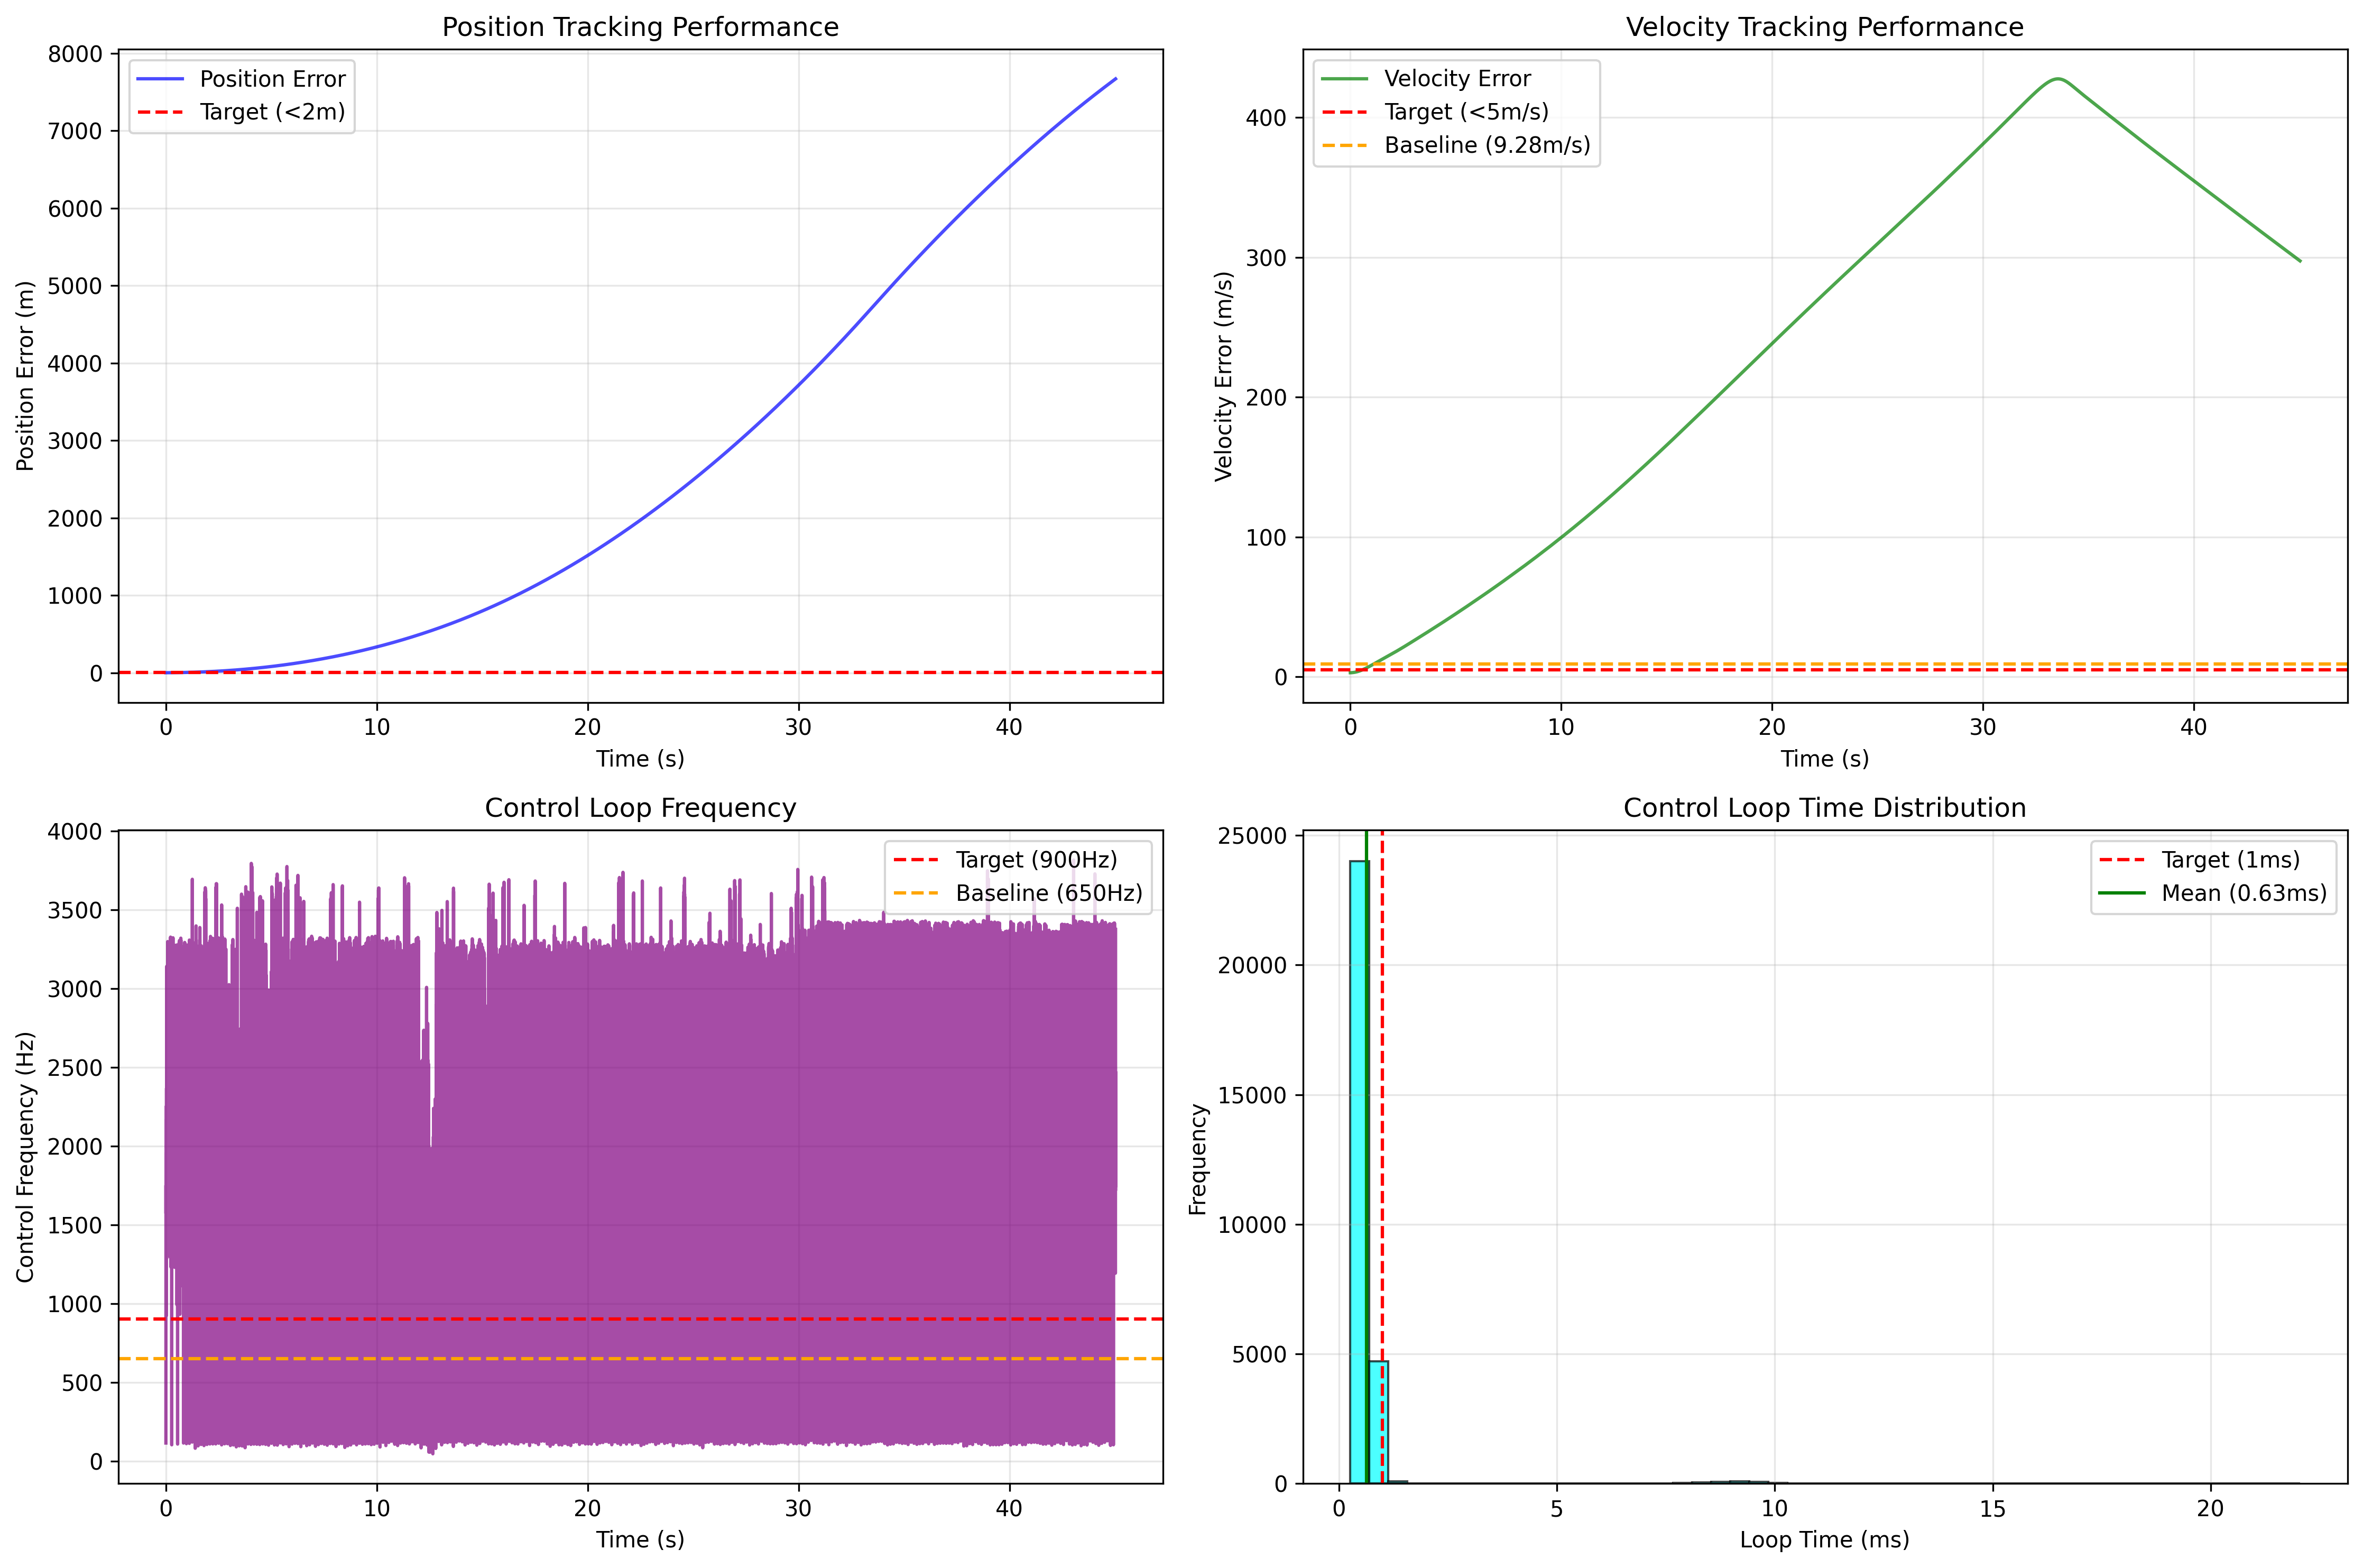 Position Tracking Performance
8000
7000
6000
5000
4000
3000
2000
1000
0
Position Error (m)
Position Error
Target (<2m)
0 10 20 30 40
Time (s)
Velocity Tracking Performance
400
300
200
100
0
Velocity Error (m/s)
Velocity Error
Target (<5m/s)
Baseline (9.28m/s)
0 10 20 30 40
Time (s)
Control Loop Frequency
4000
3500
3000
2500
2000
1500
1000
500
0
Control Frequency (Hz)
Target (900Hz)
Baseline (650Hz)
0 10 20 30 40
Time (s)
Control Loop Time Distribution
25000
20000
15000
10000
5000
0
Frequency
Target (1ms)
Mean (0.63ms)
0 5 10 15 20
Loop Time (ms)